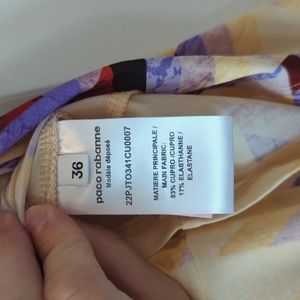 36
paco rabanne
Modèle déposé
22PJTO341CU0007
MATIERE PRINCIPALE /
MAIN FABRIC:
83% CUPRO /CUPRO
17% ELASTHANNE /
ELASTANE